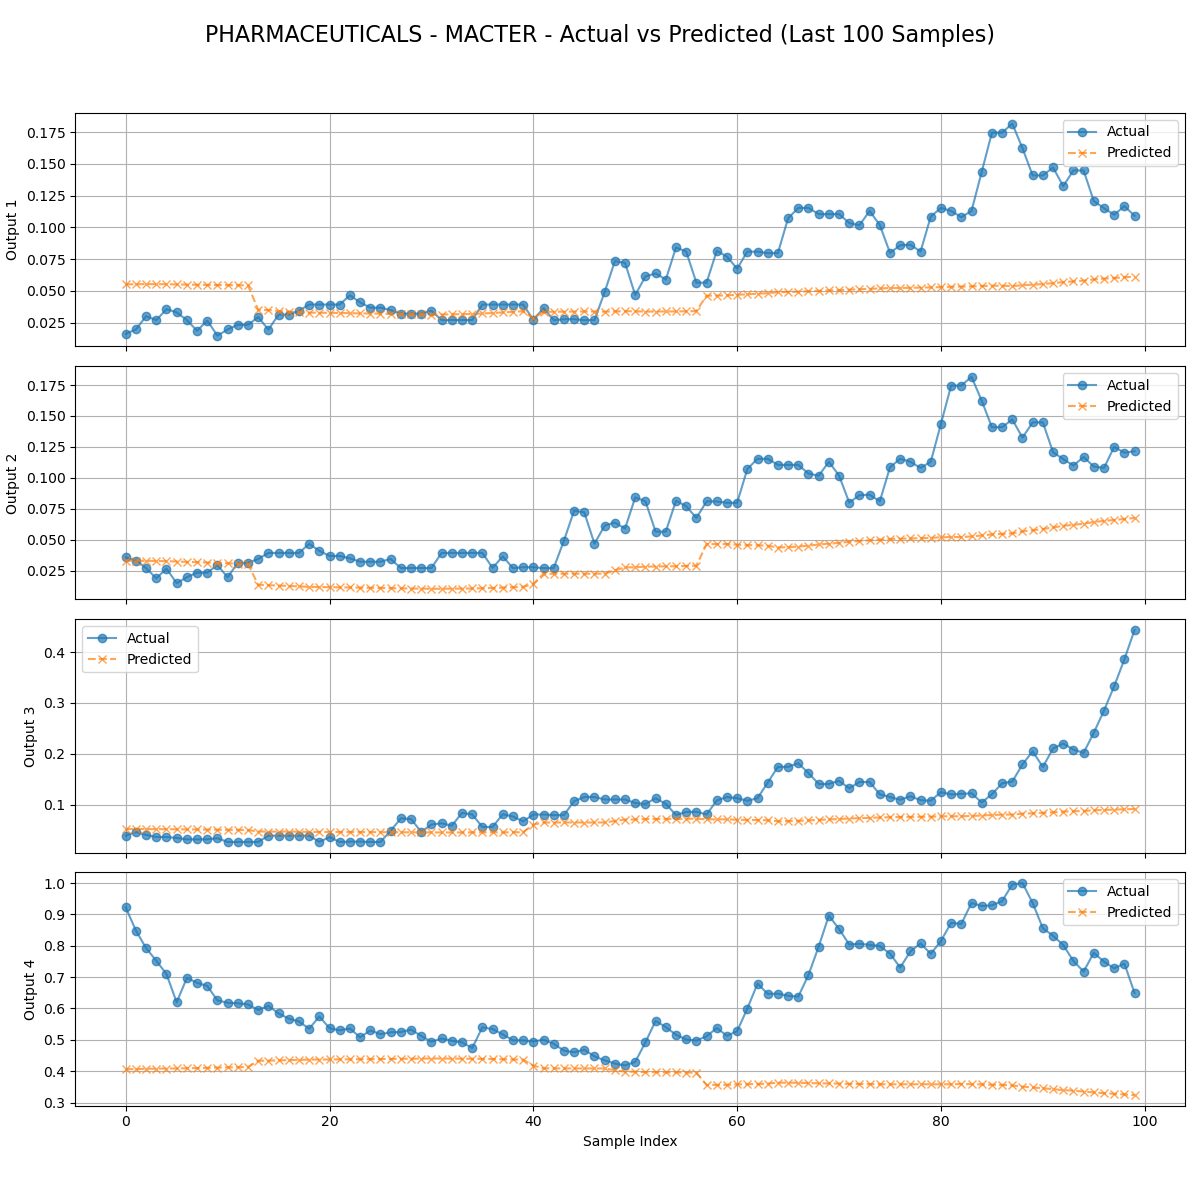 PHARMACEUTICALS - MACTER - Actual vs Predicted (Last 100 Samples)
Output 1
0.175
0.150
0.125
0.100
0.075
0.050
0.025
Actual
Predicted
Output 2
0.175
0.150
0.125
0.100
0.075
0.050
0.025
Actual
Predicted
Output 3
0.4
0.3
0.2
0.1
Actual
Predicted
Output 4
1.0
0.9
0.8
0.7
0.6
0.5
0.4
0.3
Actual
Predicted
0 20 40 60 80 100
Sample Index